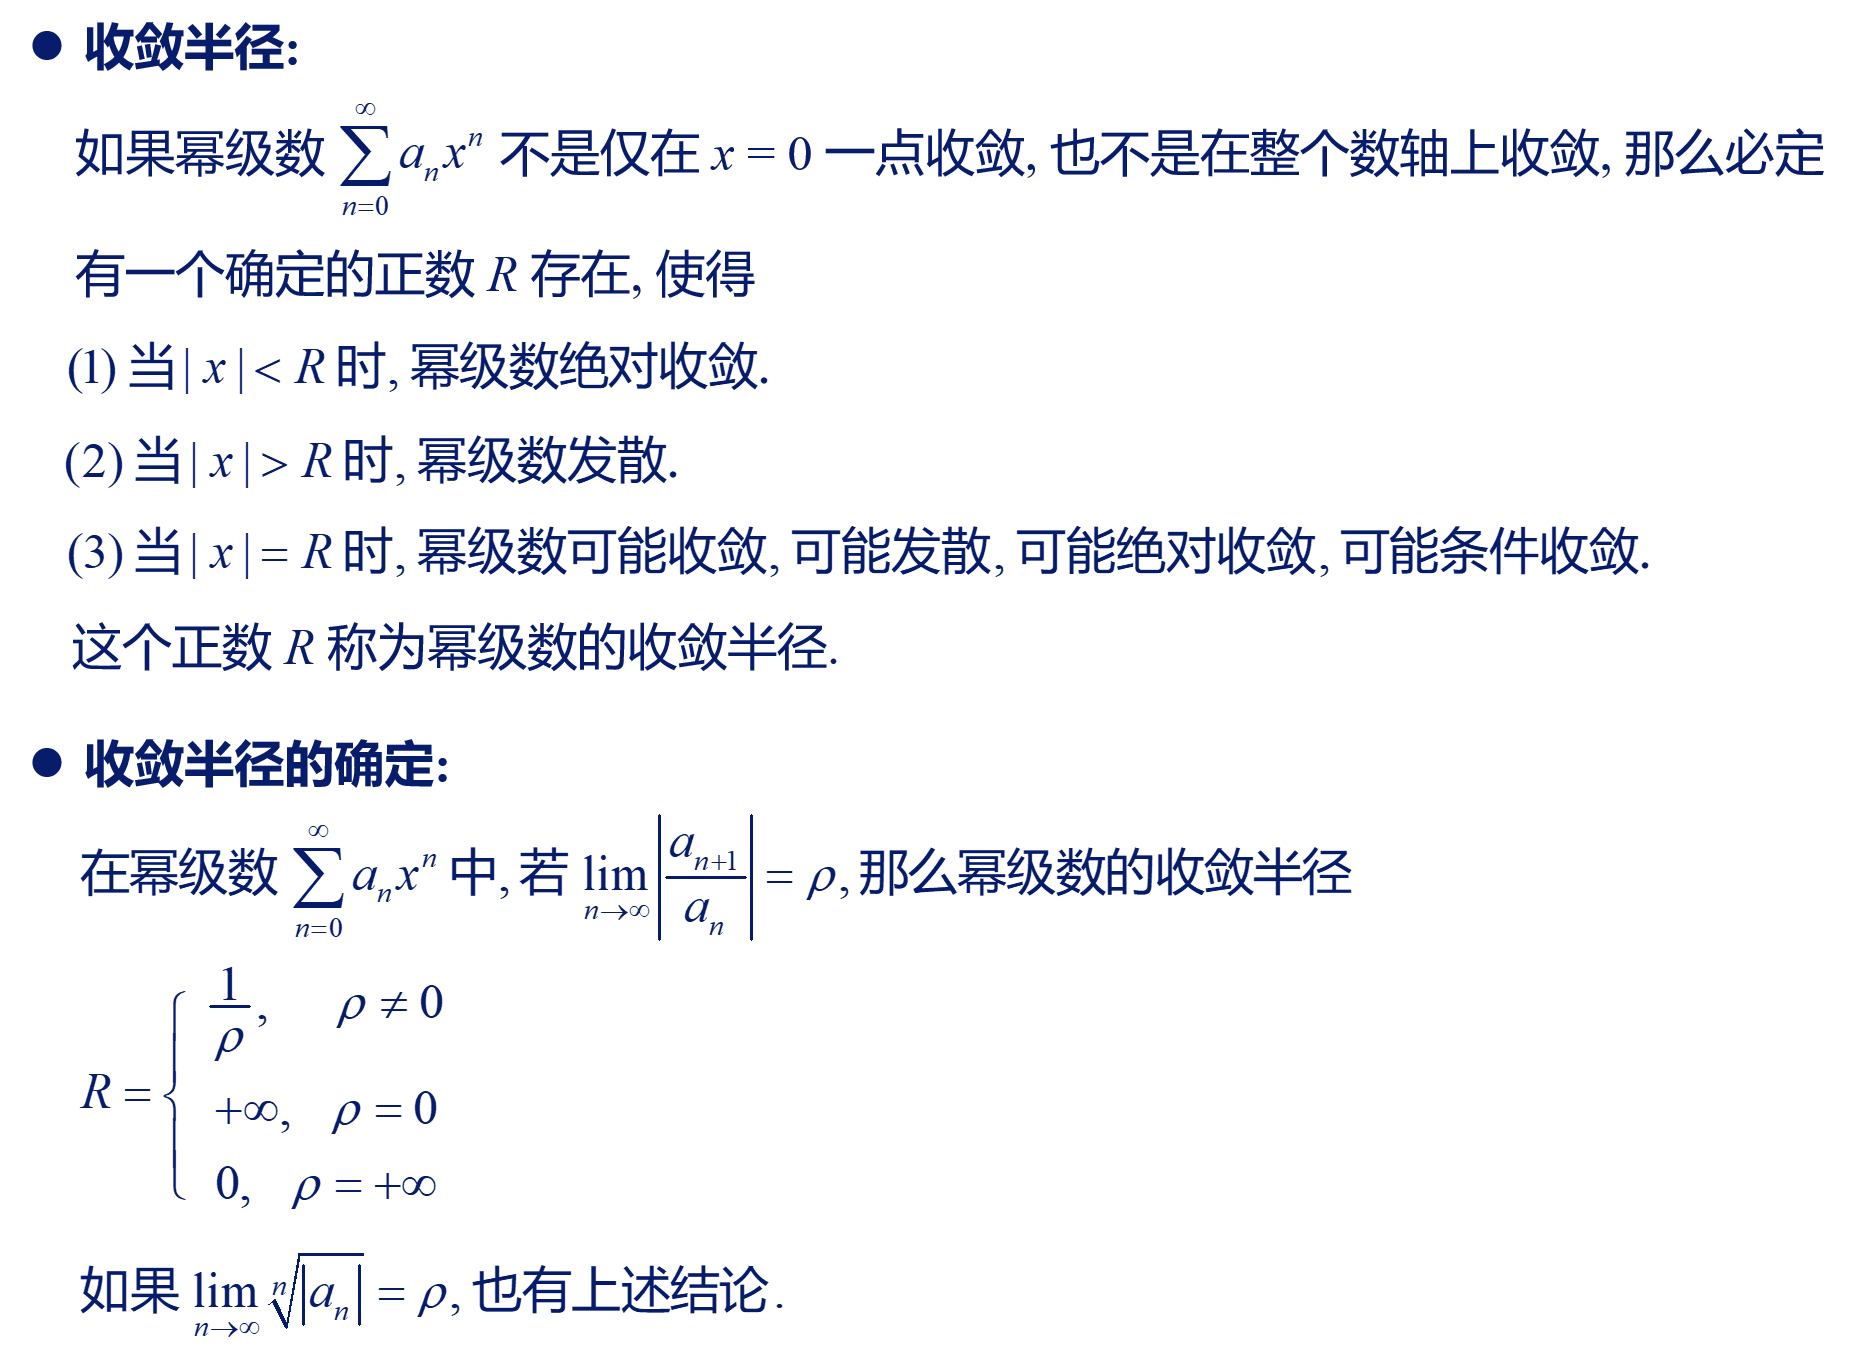 ● 收敛半径:
如果幂级数 $\sum_{n=0}^{\infty} a_n x^n$ 不是仅在 $x = 0$ 一点收敛, 也不是在整个数轴上收敛, 那么必定
有一个确定的正数 $R$ 存在, 使得
(1) 当 $|x| < R$ 时, 幂级数绝对收敛.
(2) 当 $|x| > R$ 时, 幂级数发散.
(3) 当 $|x| = R$ 时, 幂级数可能收敛, 可能发散, 可能绝对收敛, 可能条件收敛.
这个正数 $R$ 称为幂级数的收敛半径.
● 收敛半径的确定:
在幂级数 $\sum_{n=0}^{\infty} a_n x^n$ 中, 若 $\lim_{n \to \infty} \left| \frac{a_{n+1}}{a_n} \right| = \rho$, 那么幂级数的收敛半径
$R = \begin{cases} \frac{1}{\rho}, & \rho \neq 0 \\ +\infty, & \rho = 0 \\ 0, & \rho = +\infty \end{cases}$
如果 $\lim_{n \to \infty} \sqrt[n]{|a_n|} = \rho$, 也有上述结论.